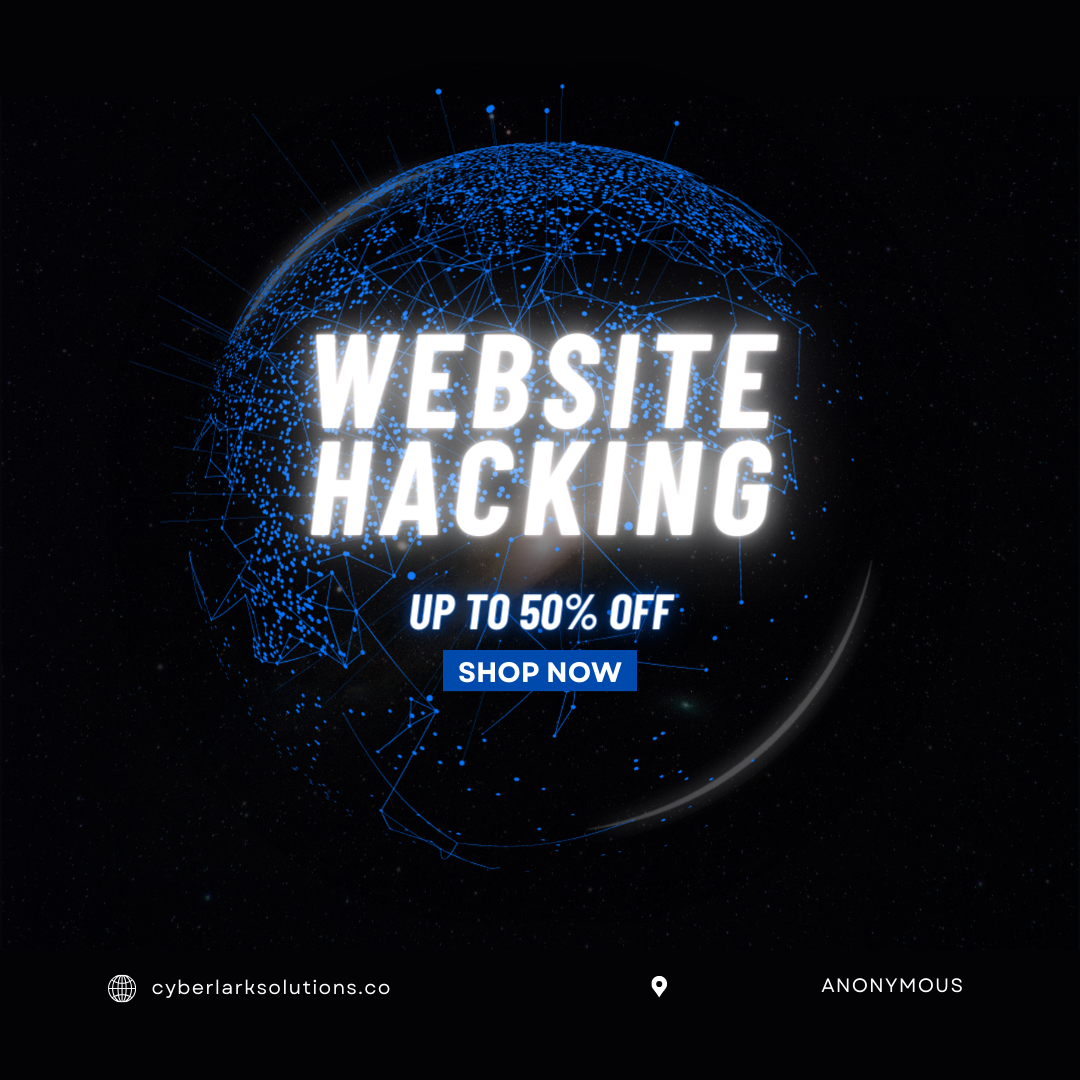 WEBSITE
HACKING
UP TO 50% OFF
SHOP NOW
cyberlarksolutions.co
ANONYMOUS